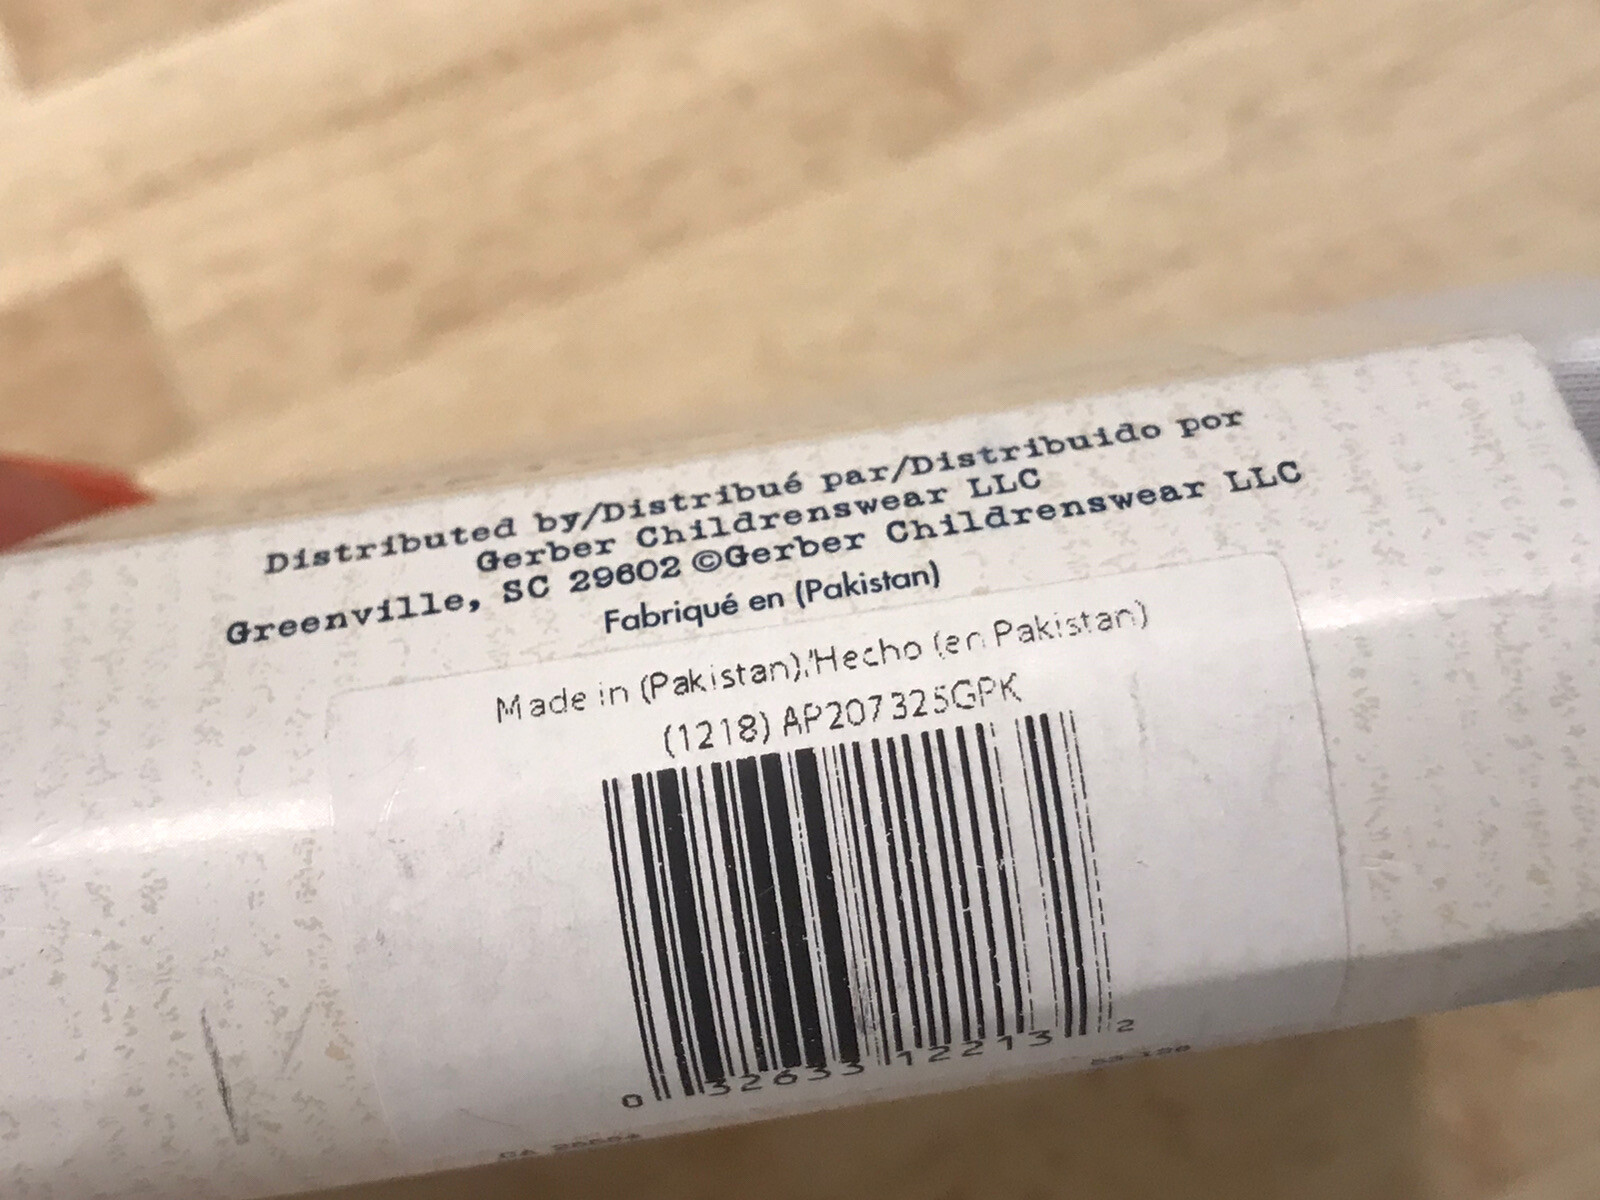 Distributed by/Distribué par/Distribuido por
Gerber Childrenswear LLC
Greenville, SC 29602 ©Gerber Childrenswear LLC
Fabriqué en (Pakistan)
Made in (Pakistan)/Hecho (en Pakistan)
(1218) AP207325GPK
0 32633 12213 2